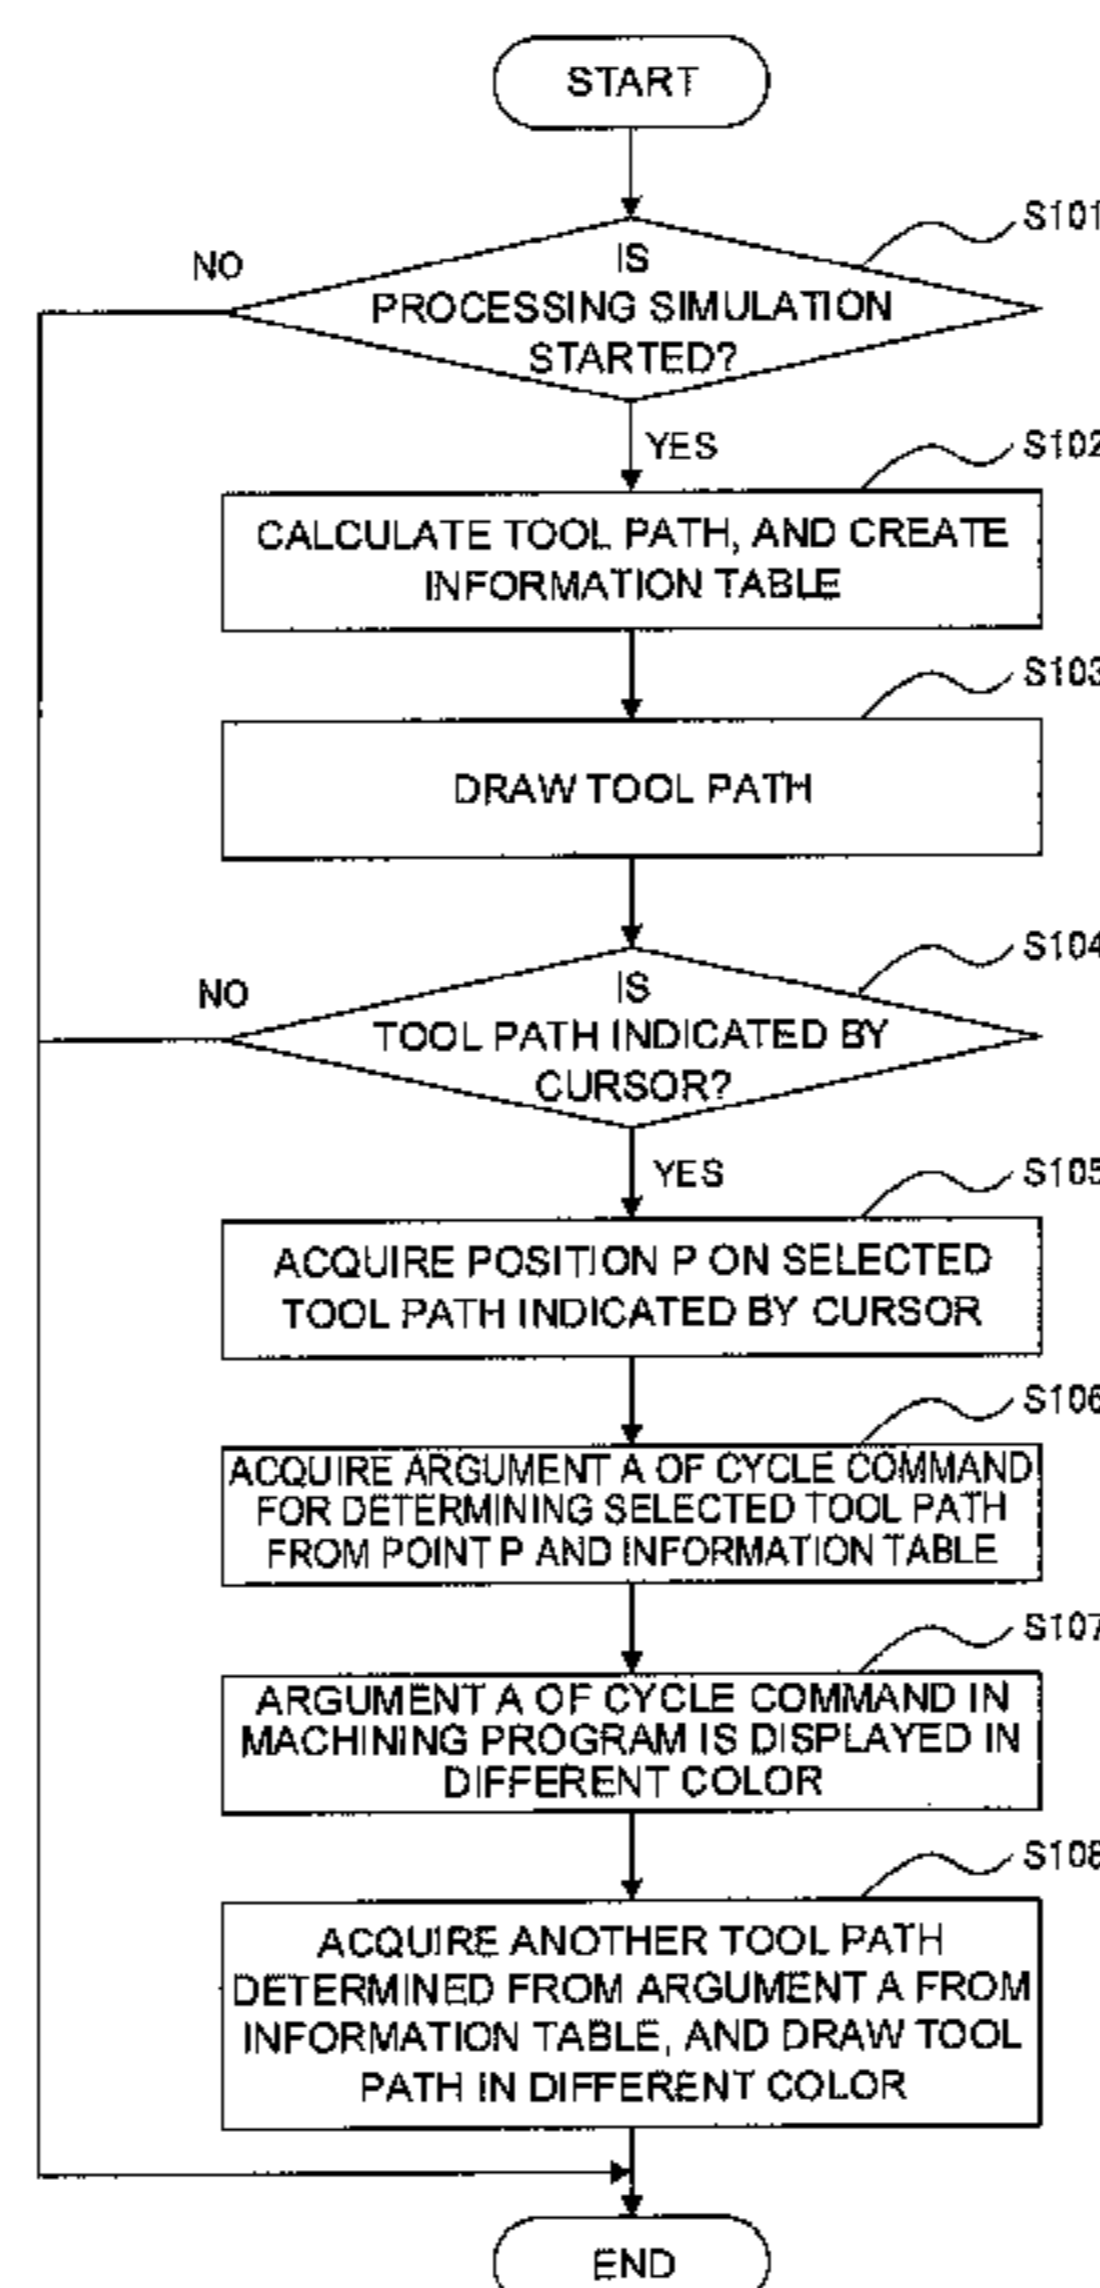 START
S101
NO
IS
PROCESSING SIMULATION
STARTED?
YES
S102
CALCULATE TOOL PATH, AND CREATE
INFORMATION TABLE
S103
DRAW TOOL PATH
S104
NO
IS
TOOL PATH INDICATED BY
CURSOR?
YES
S105
ACQUIRE POSITION P ON SELECTED
TOOL PATH INDICATED BY CURSOR
S106
ACQUIRE ARGUMENT A OF CYCLE COMMAND
FOR DETERMINING SELECTED TOOL PATH
FROM POINT P AND INFORMATION TABLE
S107
ARGUMENT A OF CYCLE COMMAND IN
MACHINING PROGRAM IS DISPLAYED IN
DIFFERENT COLOR
S108
ACQUIRE ANOTHER TOOL PATH
DETERMINED FROM ARGUMENT A FROM
INFORMATION TABLE, AND DRAW TOOL
PATH IN DIFFERENT COLOR
END